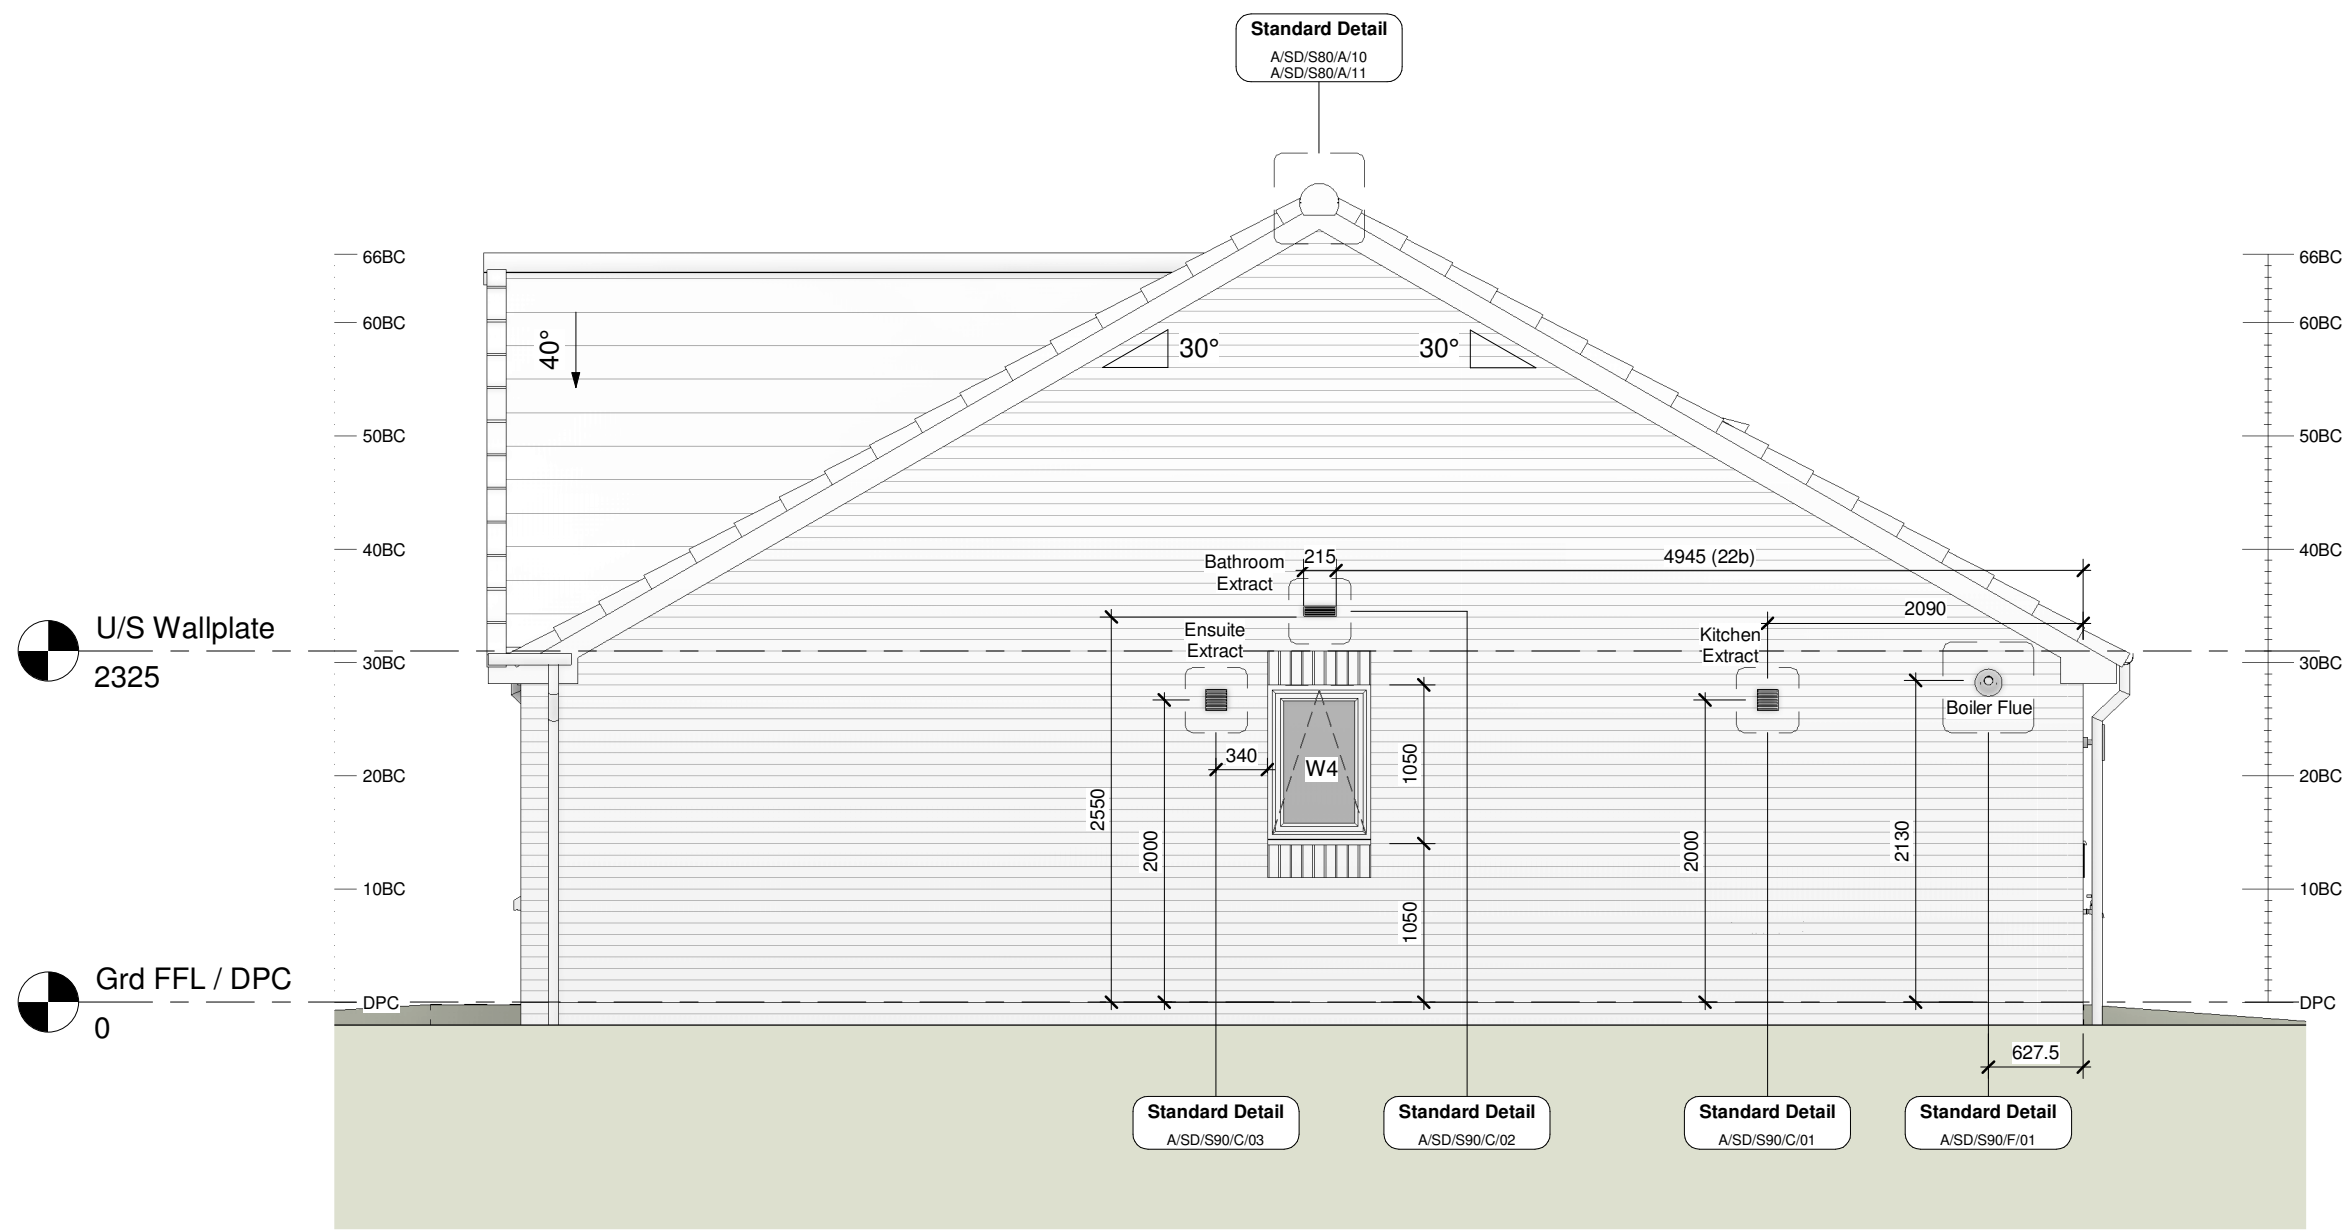 Standard Detail
A/SD/S80/A/10
A/SD/S80/A/11
66BC
66BC
60BC
60BC
40°
30°
30°
50BC
50BC
40BC
40BC
Bathroom
Extract
215
4945 (22b)
2090
U/S Wallplate
2325
30BC
30BC
Ensuite
Extract
Kitchen
Extract
Boiler Flue
340
W4
1050
20BC
20BC
2550
2000
2000
2130
10BC
10BC
1050
Grd FFL / DPC
0
DPC
DPC
627.5
Standard Detail
A/SD/S90/C/03
Standard Detail
A/SD/S90/C/02
Standard Detail
A/SD/S90/C/01
Standard Detail
A/SD/S90/F/01